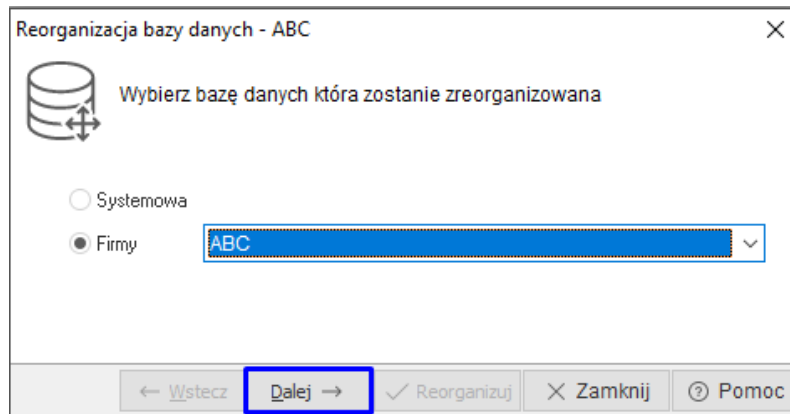 Reorganizacja bazy danych - ABC
Wybierz bazę danych która zostanie zreorganizowana
Systemowa
Firmy ABC
← Wstecz Dalej → Reorganizuj Zamknij Pomoc